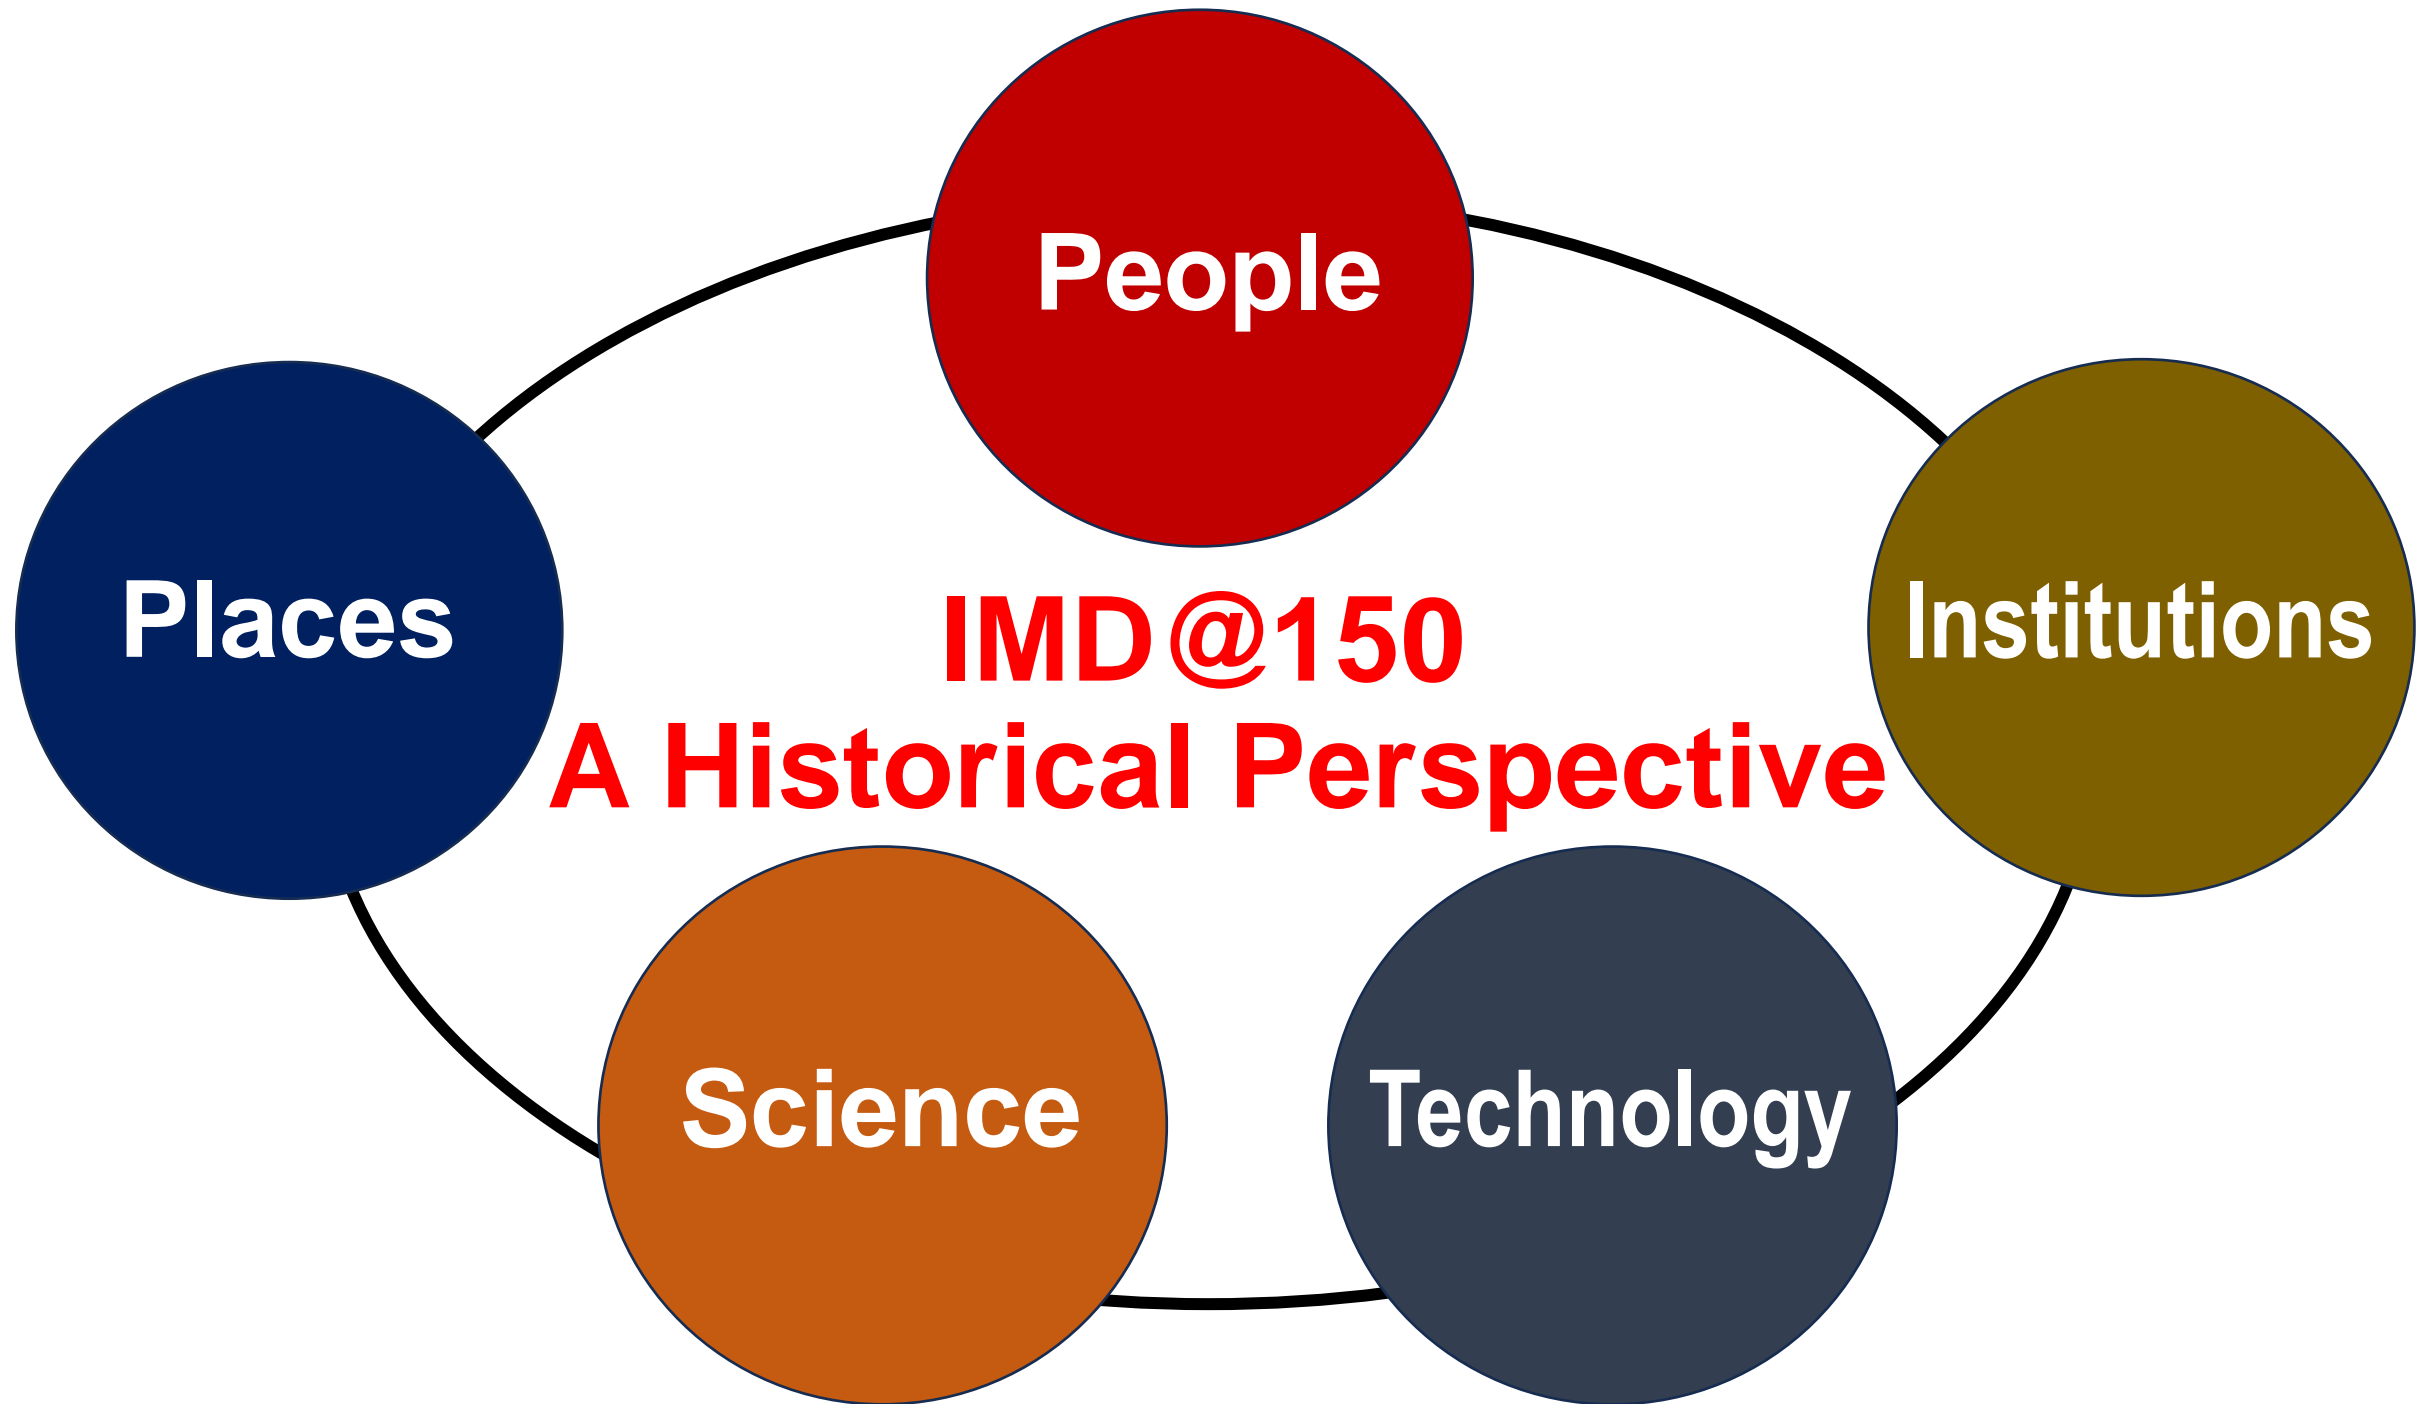 People
Places
Institutions
IMD@150
A Historical Perspective
Science
Technology